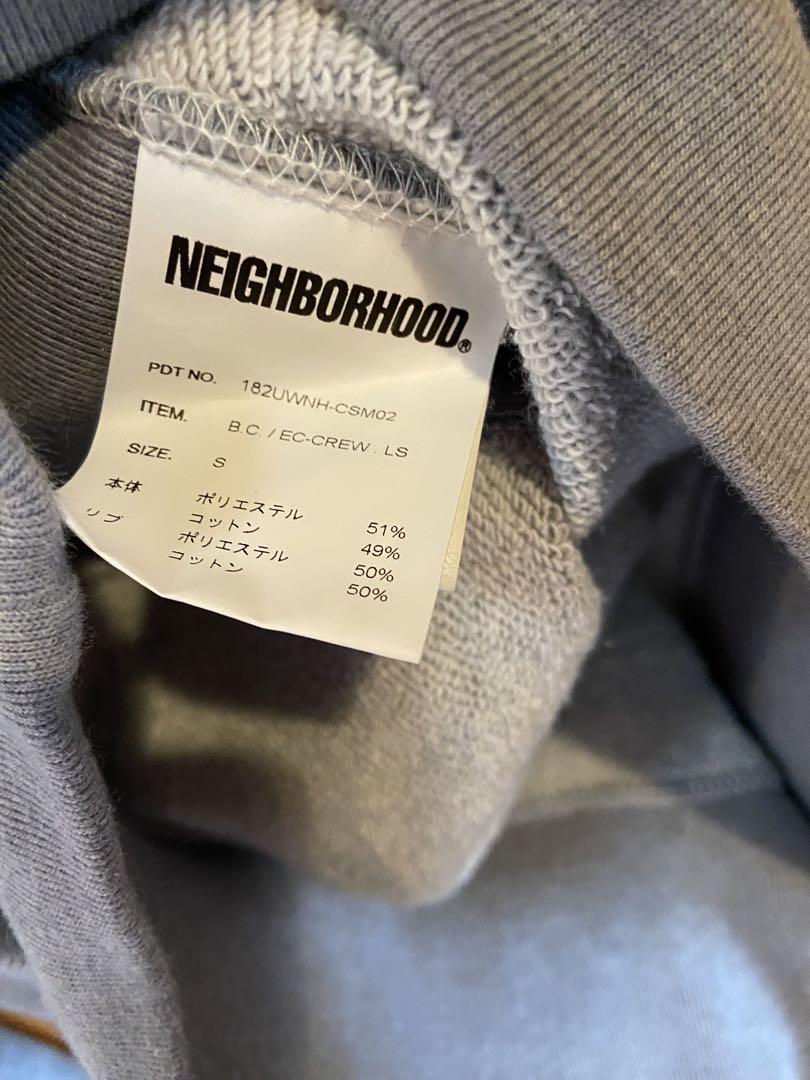 NEIGHBORHOOD®
PDT NO. 182UWNH-CSM02
ITEM. B.C. / EC-CREW . LS
SIZE. S
本体 ポリエステル 51%
コットン 49%
リブ ポリエステル 50%
コットン 50%